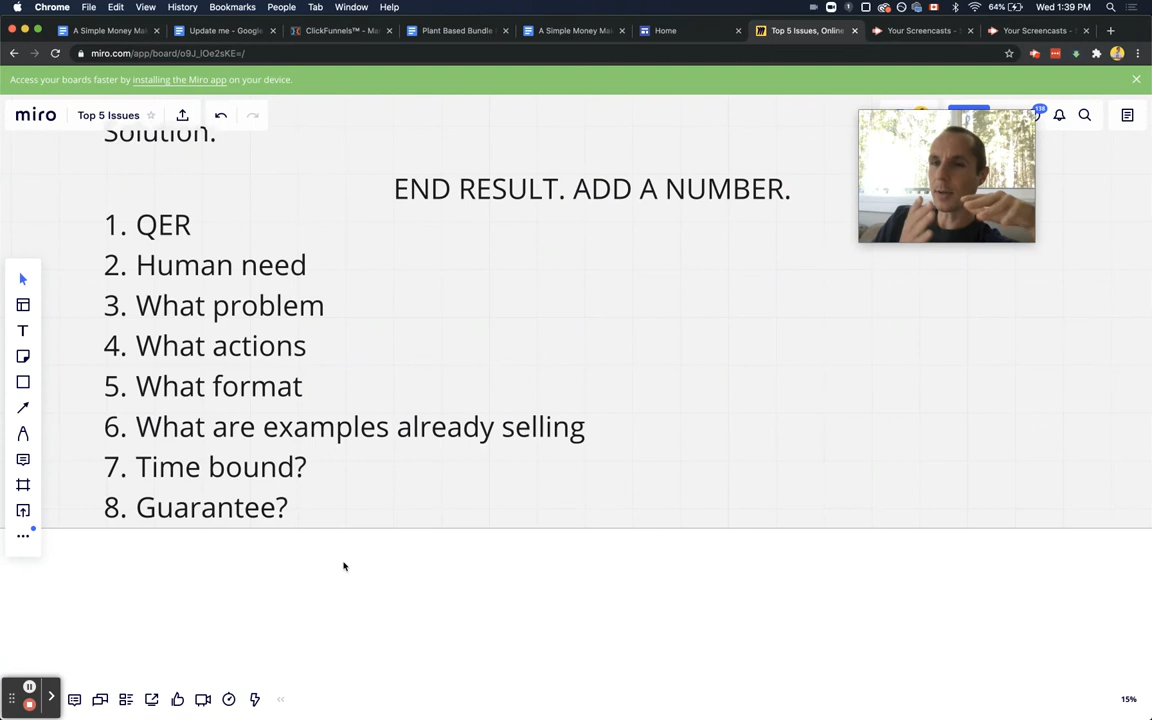 Chrome File Edit View History Bookmarks People Tab Window Help
64% Wed 1:39 PM
A Simple Money Ma
Update me - Google
ClickFunnels™ - Ma
Plant Based Bundle
A Simple Money Ma
Home
Top 5 Issues, Online
Your Screencasts -
Your Screencasts -
miro.com/app/board/o9J_lOe2sKE=/
Access your boards faster by installing the Miro app on your device.
miro Top 5 Issues
138
Solution.
END RESULT. ADD A NUMBER.
1. QER
2. Human need
3. What problem
4. What actions
5. What format
6. What are examples already selling
7. Time bound?
8. Guarantee?
15%